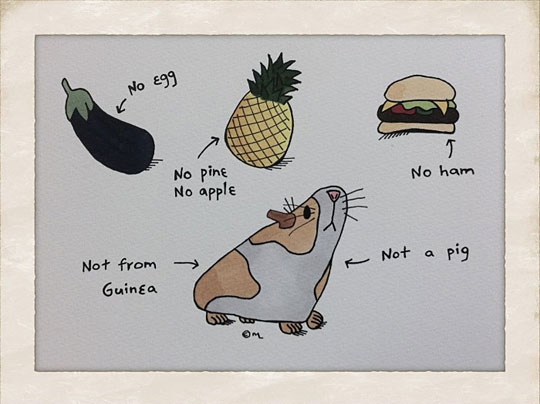 No egg
No pine
No apple
No ham
Not from
Guinea
Not a pig
©m